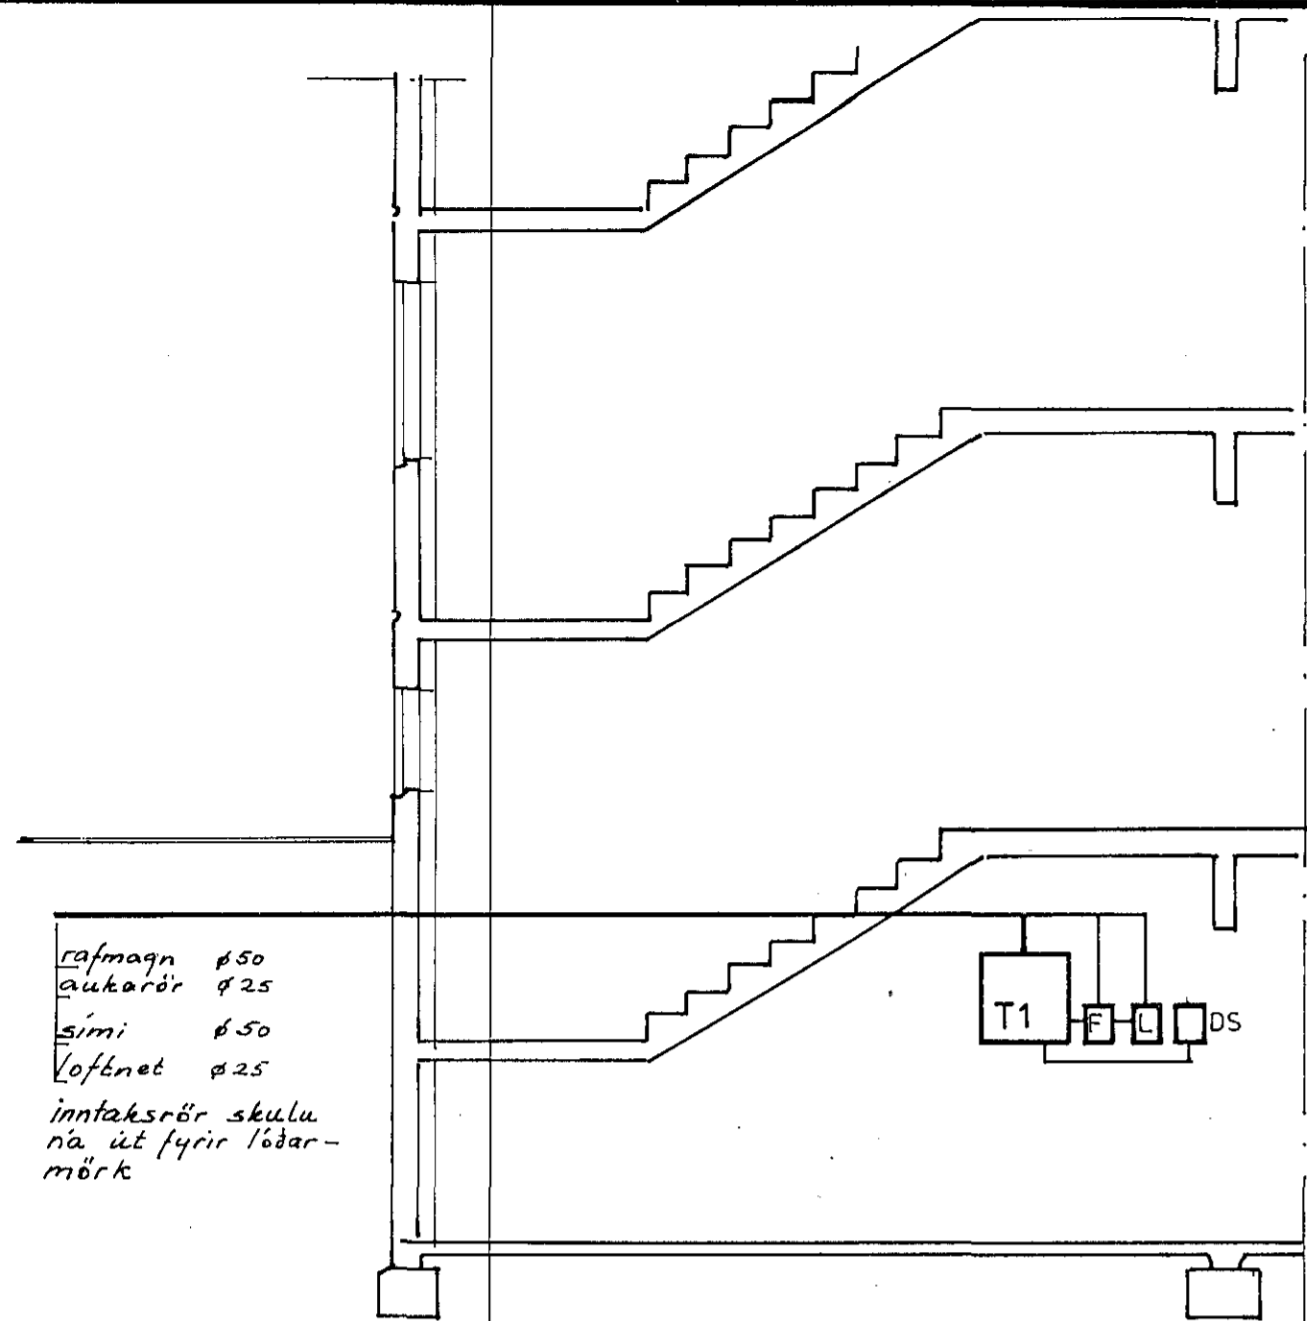 rafmagn ø50
aukarör ø25
sími ø50
loftnet ø25
inntaksrör skulu
ná út fyrir lóðar-
mörk
T1
F
L
DS